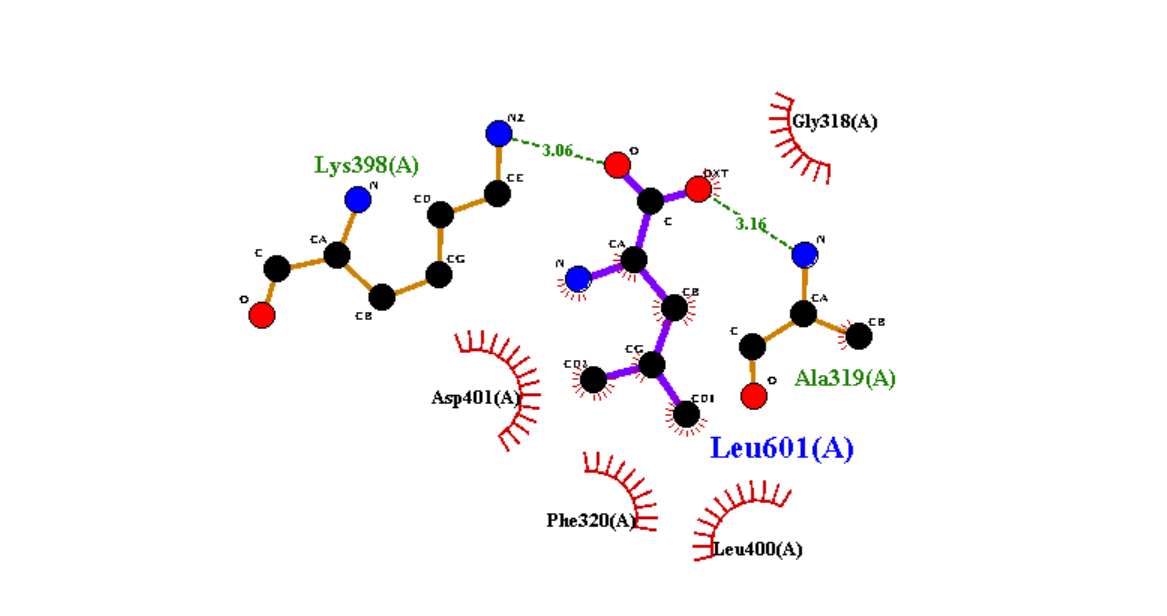 NZ
O
Gly318(A)
3.06
Lys398(A)
OXT
N
CE
CD
C
3.16
CA
N
C
CA
N
CG
CB
CB
O
CA
C
CB
CG
CD2
O
Ala319(A)
Asp401(A)
CD1
Leu601(A)
Phe320(A)
Leu400(A)